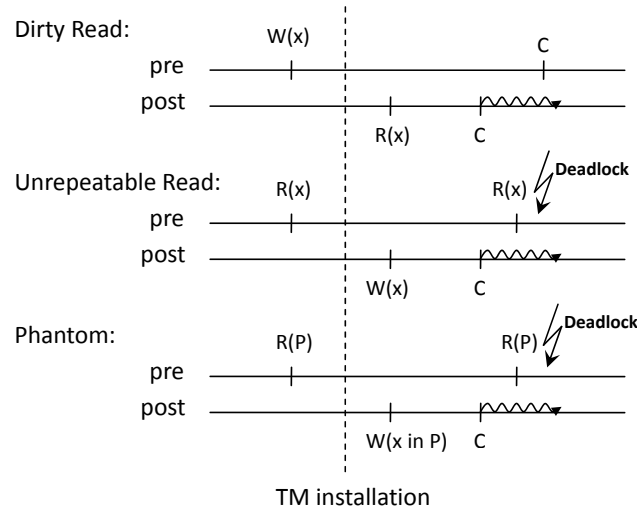 Dirty Read:
W(x)
C
pre
post
R(x)
C
Unrepeatable Read:
R(x)
R(x)
Deadlock
pre
post
W(x)
C
Phantom:
R(P)
R(P)
Deadlock
pre
post
W(x in P)
C
TM installation